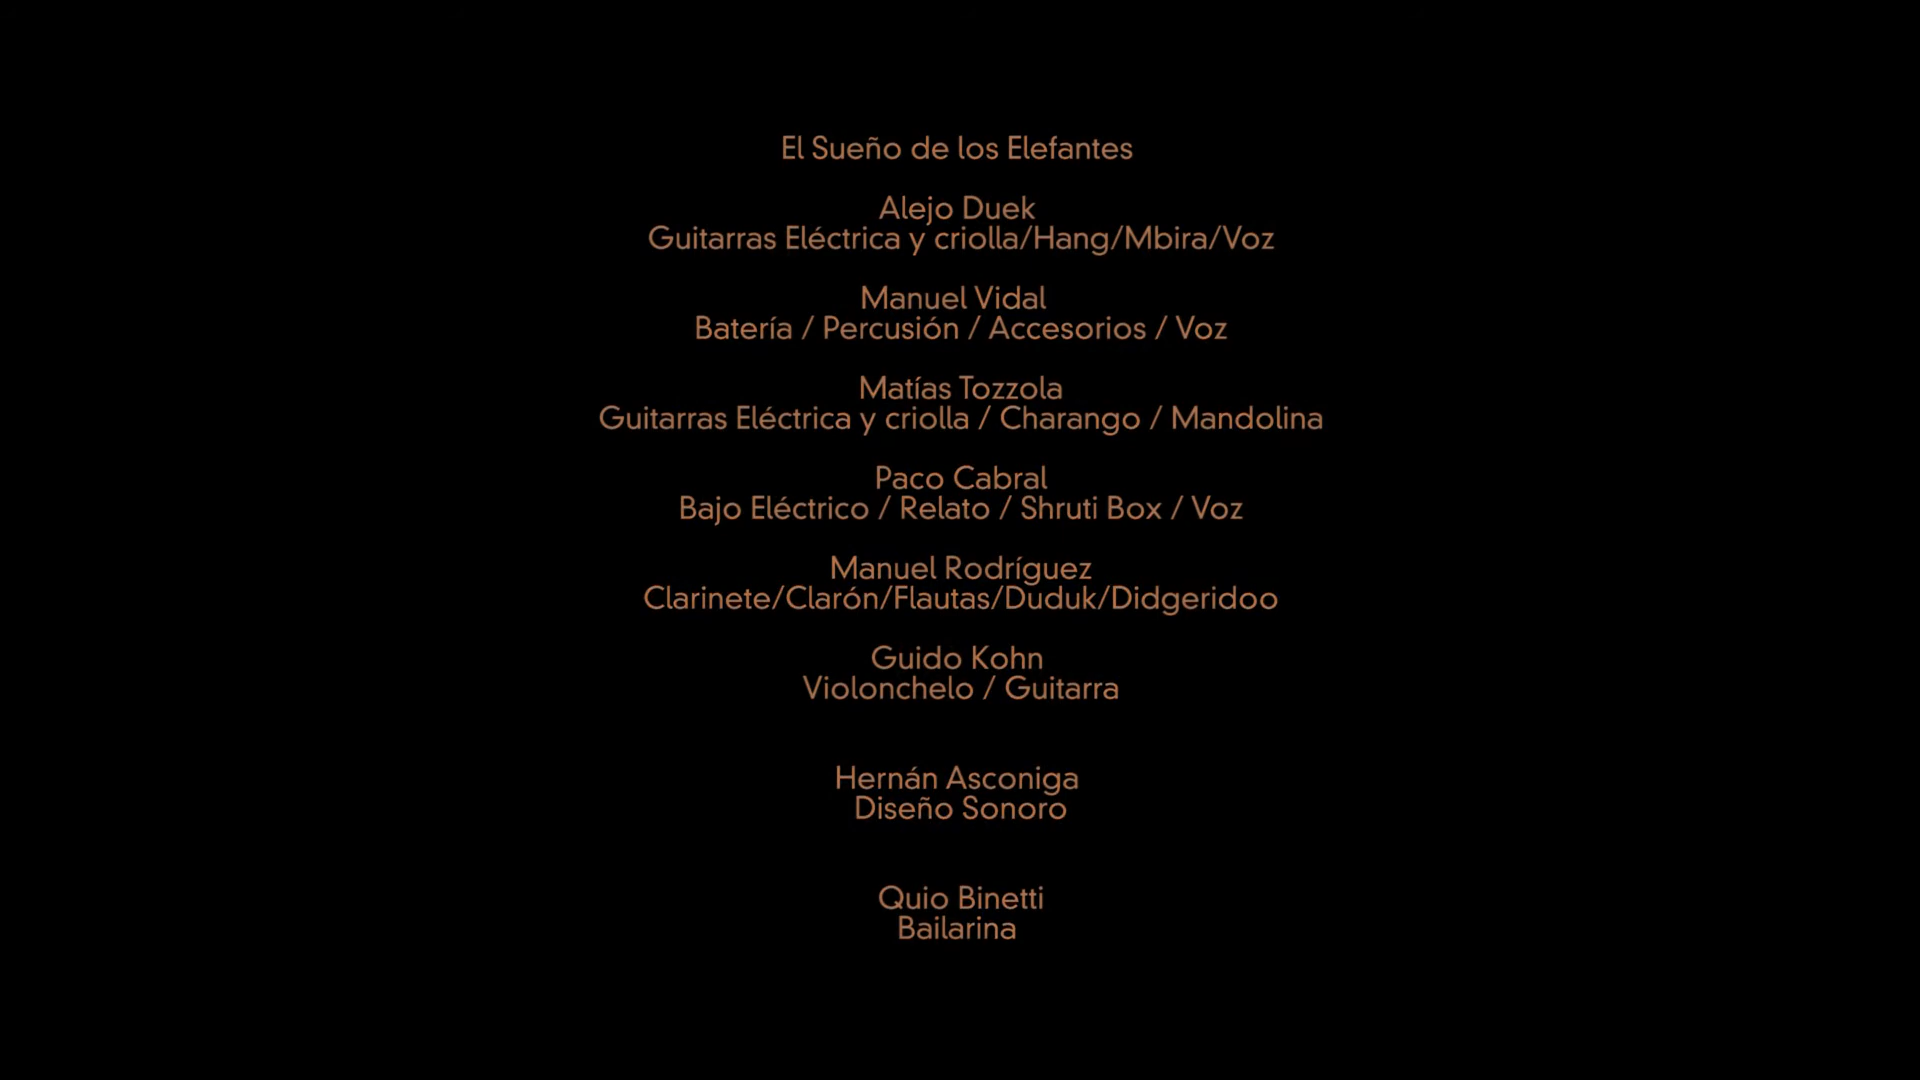 El Sueño de los Elefantes
Alejo Duek
Guitarras Eléctrica y criolla/Hang/Mbira/Voz
Manuel Vidal
Batería / Percusión / Accesorios / Voz
Matías Tozzola
Guitarras Eléctrica y criolla / Charango / Mandolina
Paco Cabral
Bajo Eléctrico / Relato / Shruti Box / Voz
Manuel Rodríguez
Clarinete/Clarón/Flautas/Duduk/Didgeridoo
Guido Kohn
Violonchelo / Guitarra
Hernán Asconiga
Diseño Sonoro
Quio Binetti
Bailarina